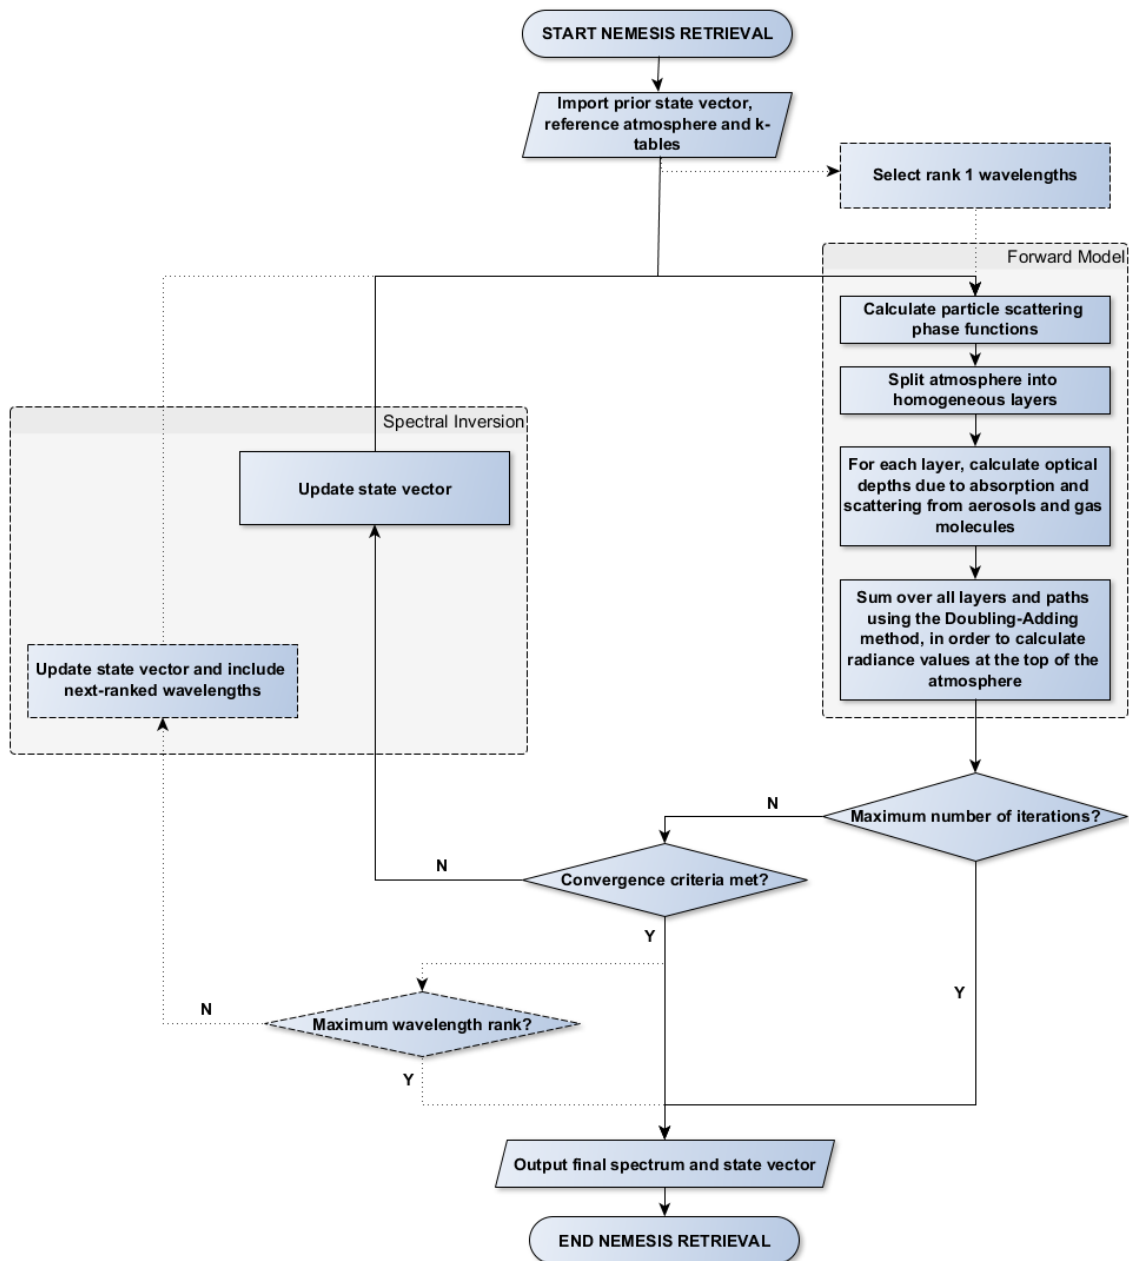 START NEMESIS RETRIEVAL
Import prior state vector,
reference atmosphere and k-
tables
Select rank 1 wavelengths
Forward Model
Calculate particle scattering
phase functions
Split atmosphere into
homogeneous layers
Spectral Inversion
Update state vector
For each layer, calculate optical
depths due to absorption and
scattering from aerosols and gas
molecules
Sum over all layers and paths
using the Doubling-Adding
method, in order to calculate
radiance values at the top of the
atmosphere
Update state vector and include
next-ranked wavelengths
N
Maximum number of iterations?
N
Convergence criteria met?
Y
Y
N
Maximum wavelength rank?
Y
Output final spectrum and state vector
END NEMESIS RETRIEVAL